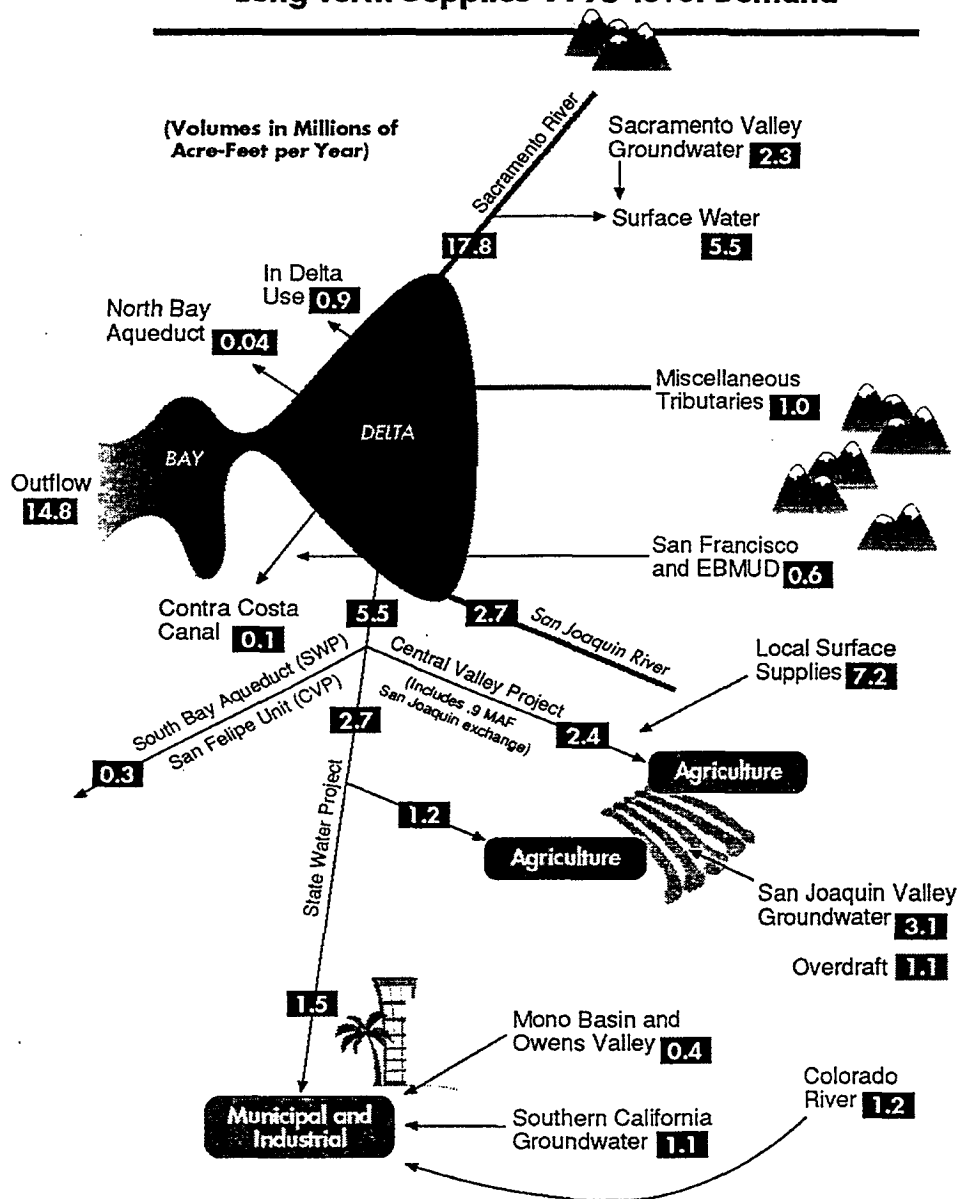 (Volumes in Millions of
Acre-Feet per Year)
Sacramento River
Sacramento Valley
Groundwater 2.3
Surface Water
5.5
17.8
In Delta
Use 0.9
North Bay
Aqueduct 0.04
Miscellaneous
Tributaries 1.0
DELTA
BAY
Outflow
14.8
San Francisco
and EBMUD 0.6
Contra Costa
Canal 0.1
5.5
2.7
San Joaquin River
Local Surface
Supplies 7.2
South Bay Aqueduct (SWP)
San Felipe Unit (CVP)
0.3
Central Valley Project
(Includes .9 MAF
San Joaquin exchange)
2.4
2.7
Agriculture
State Water Project
1.2
Agriculture
San Joaquin Valley
Groundwater 3.1
Overdraft 1.1
1.5
Mono Basin and
Owens Valley 0.4
Colorado
River 1.2
Municipal and
Industrial
Southern California
Groundwater 1.1